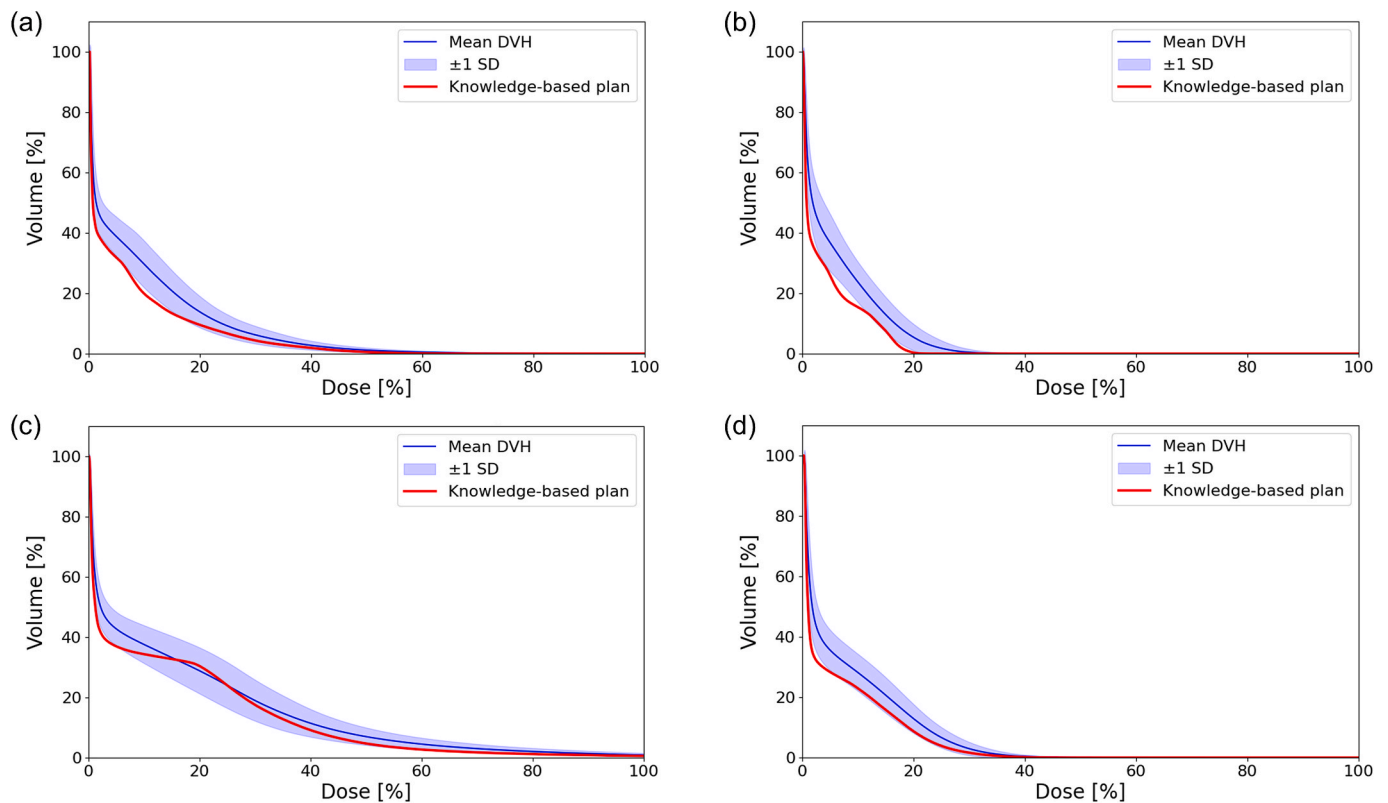 (a)
Mean DVH
±1 SD
Knowledge-based plan
Volume [%]
100
80
60
40
20
0
0 20 40 60 80 100
Dose [%]
(b)
Mean DVH
±1 SD
Knowledge-based plan
Volume [%]
100
80
60
40
20
0
0 20 40 60 80 100
Dose [%]
(c)
Mean DVH
±1 SD
Knowledge-based plan
Volume [%]
100
80
60
40
20
0
0 20 40 60 80 100
Dose [%]
(d)
Mean DVH
±1 SD
Knowledge-based plan
Volume [%]
100
80
60
40
20
0
0 20 40 60 80 100
Dose [%]